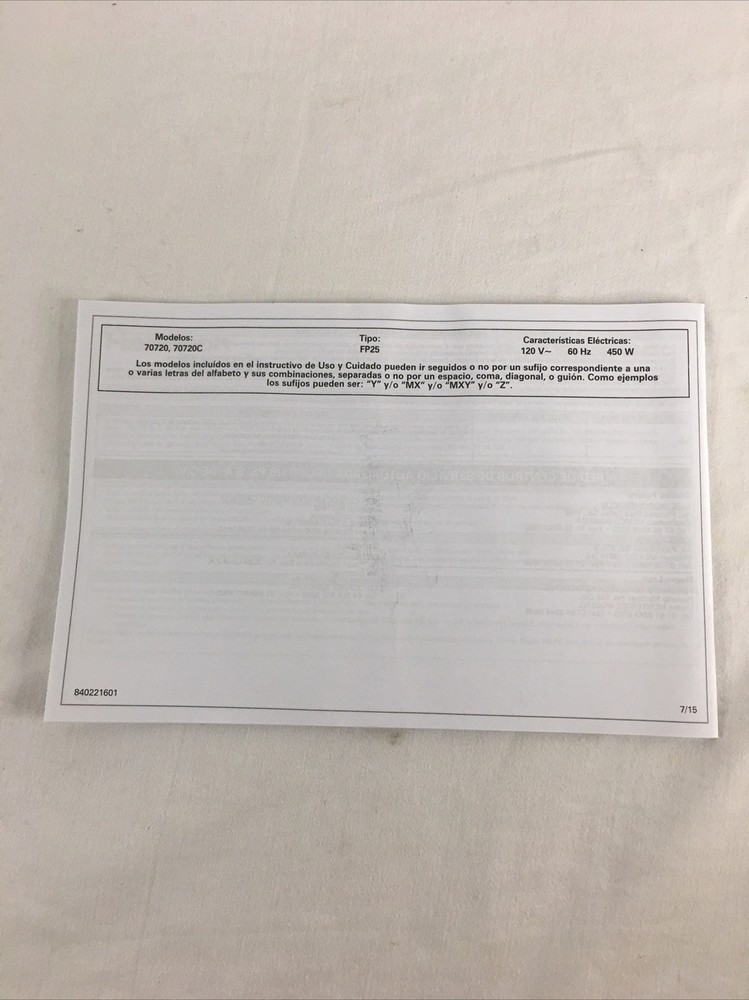 Modelos: Tipo: Características Eléctricas:
70720, 70720C FP25 120 V~ 60 Hz 450 W
Los modelos incluídos en el instructivo de Uso y Cuidado pueden ir seguidos o no por un sufijo correspondiente a una
o varias letras del alfabeto y sus combinaciones, separadas o no por un espacio, coma, diagonal, o guión. Como ejemplos
los sufijos pueden ser: "Y" y/o "MX" y/o "MXY" y/o "Z".
840221601
7/15